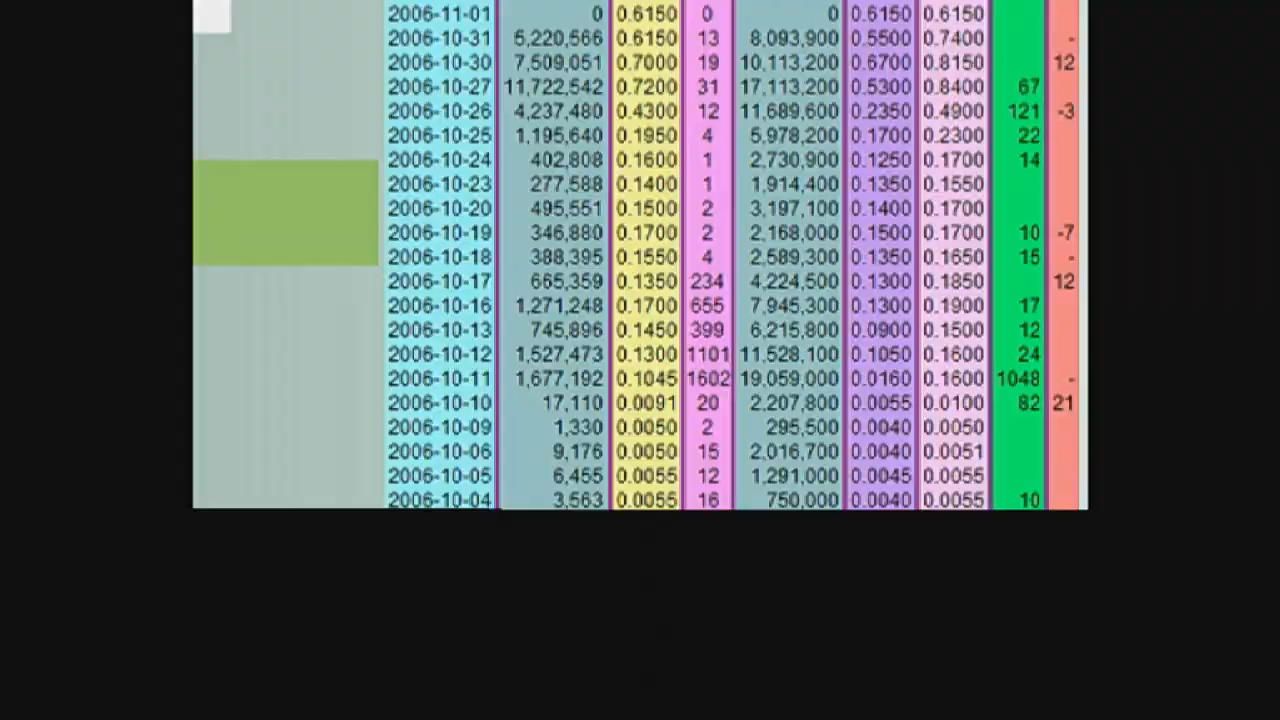 2006-11-01 0 0.6150 0 0 0.6150 0.6150
2006-10-31 5,220,566 0.6150 13 8,093,900 0.5500 0.7400 -
2006-10-30 7,509,051 0.7000 19 10,113,200 0.6700 0.8150 12
2006-10-27 11,722,542 0.7200 31 17,113,200 0.5300 0.8400 67
2006-10-26 4,237,480 0.4300 12 11,689,600 0.2350 0.4900 121 -3
2006-10-25 1,195,640 0.1950 4 5,978,200 0.1700 0.2300 22
2006-10-24 402,808 0.1600 1 2,730,900 0.1250 0.1700 14
2006-10-23 277,588 0.1400 1 1,914,400 0.1350 0.1550
2006-10-20 495,551 0.1500 2 3,197,100 0.1400 0.1700
2006-10-19 346,880 0.1700 2 2,168,000 0.1500 0.1700 10 -7
2006-10-18 388,395 0.1550 4 2,589,300 0.1350 0.1650 15 -
2006-10-17 665,359 0.1350 234 4,224,500 0.1300 0.1850 12
2006-10-16 1,271,248 0.1700 655 7,945,300 0.1300 0.1900 17
2006-10-13 745,896 0.1450 399 6,215,800 0.0900 0.1500 12
2006-10-12 1,527,473 0.1300 1101 11,528,100 0.1050 0.1600 24
2006-10-11 1,677,192 0.1045 1602 19,059,000 0.0160 0.1600 1048 -
2006-10-10 17,110 0.0091 20 2,207,800 0.0055 0.0100 82 21
2006-10-09 1,330 0.0050 2 295,500 0.0040 0.0050
2006-10-06 9,176 0.0050 15 2,016,700 0.0040 0.0051
2006-10-05 6,455 0.0055 12 1,291,000 0.0045 0.0055
2006-10-04 3,563 0.0055 16 750,000 0.0040 0.0055 10